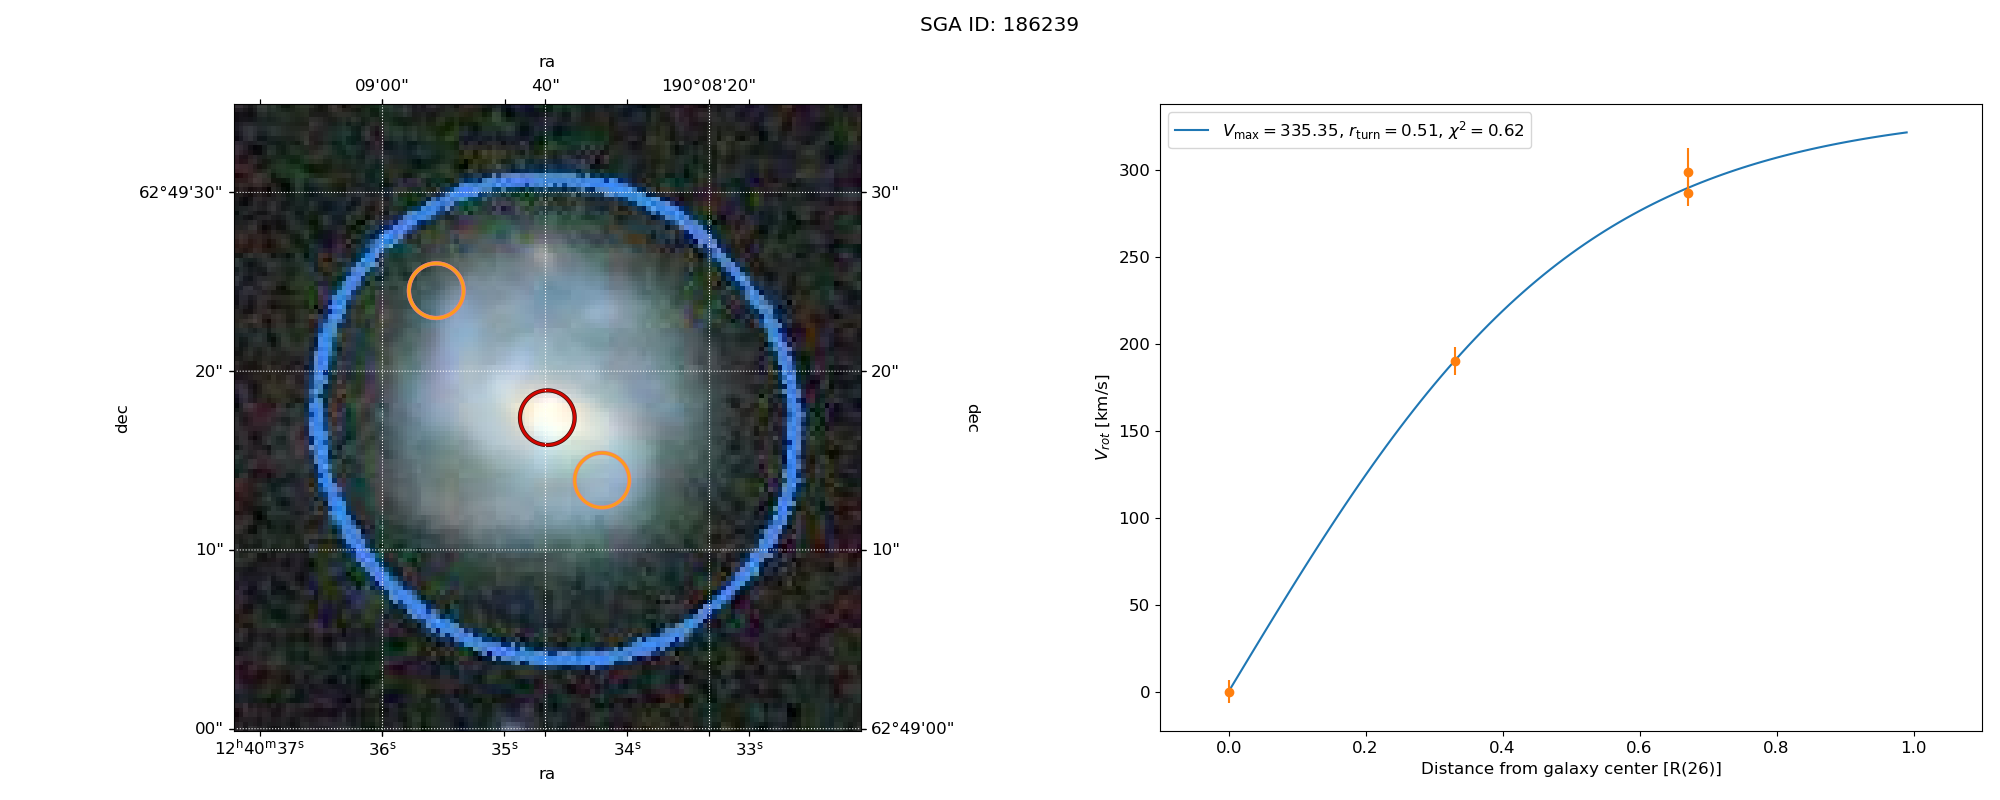 SGA ID: 186239
ra
09'00" 40" 190°08'20"
62°49'30" 30"
20" 20"
10" 10"
00" 62°49'00"
dec
dec
12h40m37s 36s 35s 34s 33s
ra
Vmax = 335.35, rturn = 0.51, χ² = 0.62
300
250
200
150
100
50
0
Vrot [km/s]
0.0 0.2 0.4 0.6 0.8 1.0
Distance from galaxy center [R(26)]